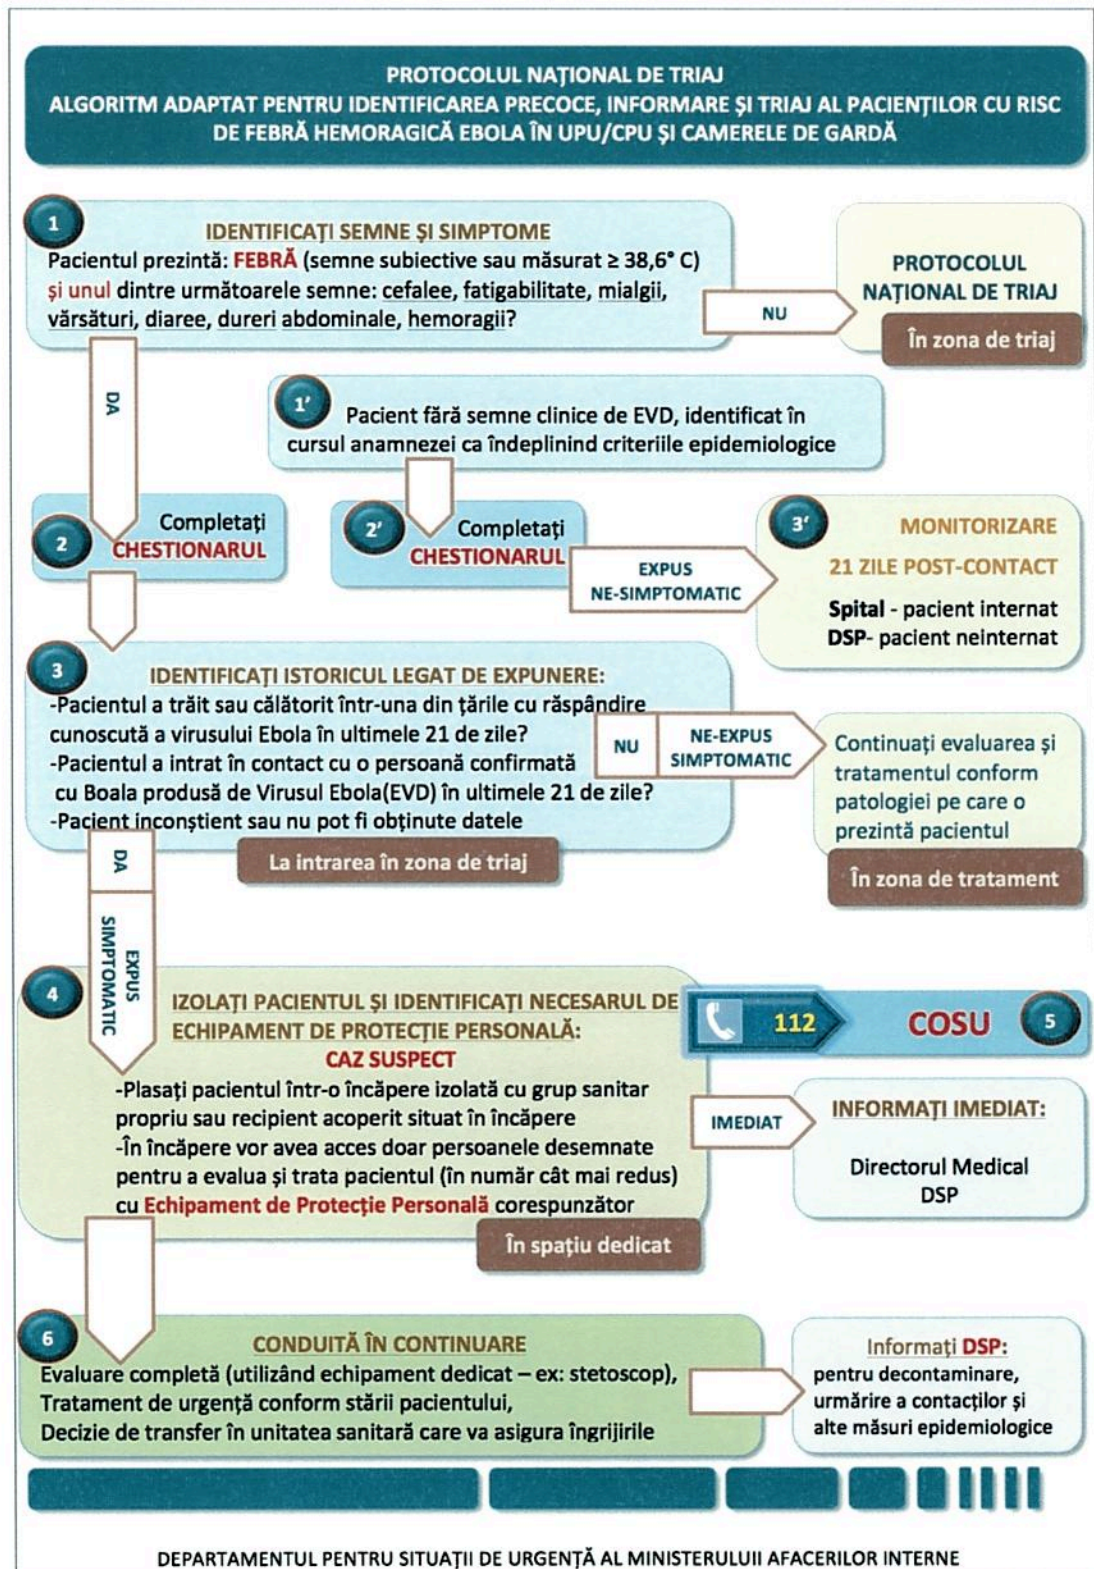 PROTOCOLUL NAȚIONAL DE TRIAJ
ALGORITM ADAPTAT PENTRU IDENTIFICAREA PRECOCE, INFORMARE ȘI TRIAJ AL PACIENȚILOR CU RISC
DE FEBRĂ HEMORAGICĂ EBOLA ÎN UPU/CPU ȘI CAMERELE DE GARDĂ
1
IDENTIFICAȚI SEMNE ȘI SIMPTOME
Pacientul prezintă: FEBRĂ (semne subiective sau măsurat ≥ 38,6° C)
și unul dintre următoarele semne: cefalee, fatigabilitate, mialgii,
vărsături, diaree, dureri abdominale, hemoragii?
NU
PROTOCOLUL
NAȚIONAL DE TRIAJ
În zona de triaj
DA
1'
Pacient fără semne clinice de EVD, identificat în
cursul anamnezei ca îndeplinind criteriile epidemiologice
2
Completați
CHESTIONARUL
2'
Completați
CHESTIONARUL
EXPUS
NE-SIMPTOMATIC
3'
MONITORIZARE
21 ZILE POST-CONTACT
Spital - pacient internat
DSP- pacient neinternat
3
IDENTIFICAȚI ISTORICUL LEGAT DE EXPUNERE:
-Pacientul a trăit sau călătorit într-una din țările cu răspândire
cunoscută a virusului Ebola în ultimele 21 de zile?
-Pacientul a intrat în contact cu o persoană confirmată
cu Boala produsă de Virusul Ebola(EVD) în ultimele 21 de zile?
-Pacient inconștient sau nu pot fi obținute datele
La intrarea în zona de triaj
NU
NE-EXPUS
SIMPTOMATIC
Continuați evaluarea și
tratamentul conform
patologiei pe care o
prezintă pacientul
În zona de tratament
DA
EXPUS
SIMPTOMATIC
4
IZOLAȚI PACIENTUL ȘI IDENTIFICAȚI NECESARUL DE
ECHIPAMENT DE PROTECȚIE PERSONALĂ:
CAZ SUSPECT
-Plasați pacientul într-o încăpere izolată cu grup sanitar
propriu sau recipient acoperit situat în încăpere
-În încăpere vor avea acces doar persoanele desemnate
pentru a evalua și trata pacientul (în număr cât mai redus)
cu Echipament de Protecție Personală corespunzător
În spațiu dedicat
112
COSU
5
IMEDIAT
INFORMAȚI IMEDIAT:
Directorul Medical
DSP
6
CONDUITĂ ÎN CONTINUARE
Evaluare completă (utilizând echipament dedicat – ex: stetoscop),
Tratament de urgență conform stării pacientului,
Decizie de transfer în unitatea sanitară care va asigura îngrijirile
Informați DSP:
pentru decontaminare,
urmărire a contacților și
alte măsuri epidemiologice
DEPARTAMENTUL PENTRU SITUAȚII DE URGENȚĂ AL MINISTERULUII AFACERILOR INTERNE